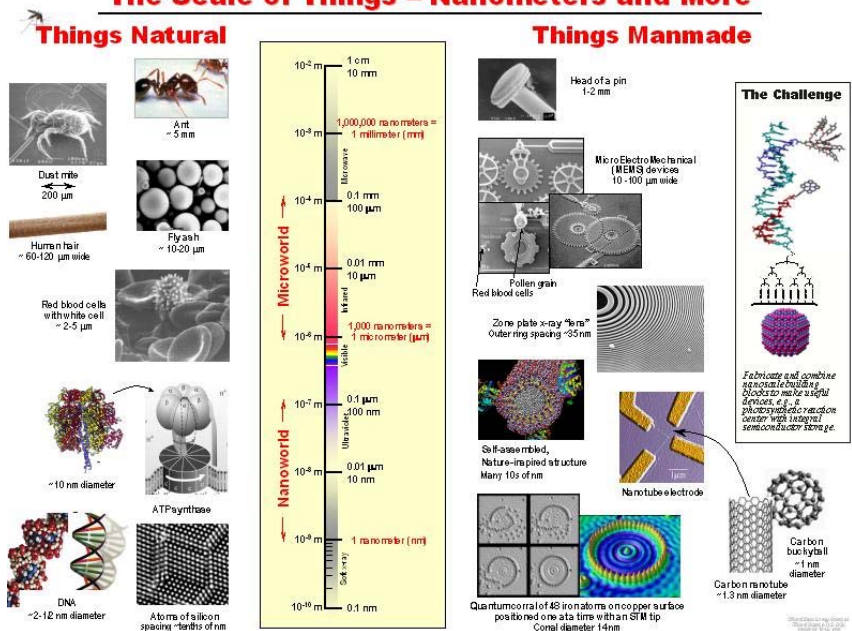 The Scale of Things – Nanometers and More
Things Natural
Things Manmade
Ant
~ 5 mm
Dust mite
200 μm
Human hair
~ 60-120 μm wide
Fly ash
~ 10-20 μm
Red blood cells
with white cell
~ 2-5 μm
~10 nm diameter
ATP synthase
DNA
~2-1/2 nm diameter
Atoms of silicon
spacing ~tenths of nm
Microworld
Nanoworld
10⁻² m
1 cm
10 mm
1,000,000 nanometers =
10⁻³ m
1 millimeter (mm)
Microwave
10⁻⁴ m
0.1 mm
100 μm
10⁻⁵ m
0.01 mm
10 μm
Infrared
1,000 nanometers =
10⁻⁶ m
1 micrometer (μm)
Visible
10⁻⁷ m
0.1 μm
100 nm
Ultraviolet
10⁻⁸ m
0.01 μm
10 nm
10⁻⁹ m
1 nanometer (nm)
Soft x-ray
10⁻¹⁰ m
0.1 nm
Head of a pin
1-2 mm
MicroElectroMechanical
(MEMS) devices
10 -100 μm wide
Pollen grain
Red blood cells
Zone plate x-ray "lens"
Outer ring spacing ~35 nm
Self-assembled,
Nature-inspired structure
Many 10s of nm
1μm
Nanotube electrode
Carbon
buckyball
~1 nm
diameter
Carbon nanotube
~1.3 nm diameter
Quantum corral of 48 iron atoms on copper surface
positioned one at a time with an STM tip
Corral diameter 14 nm
The Challenge
Fabricate and combine
nanoscale building
blocks to make useful
devices, e.g., a
photosynthetic reaction
center with integral
semiconductor storage.